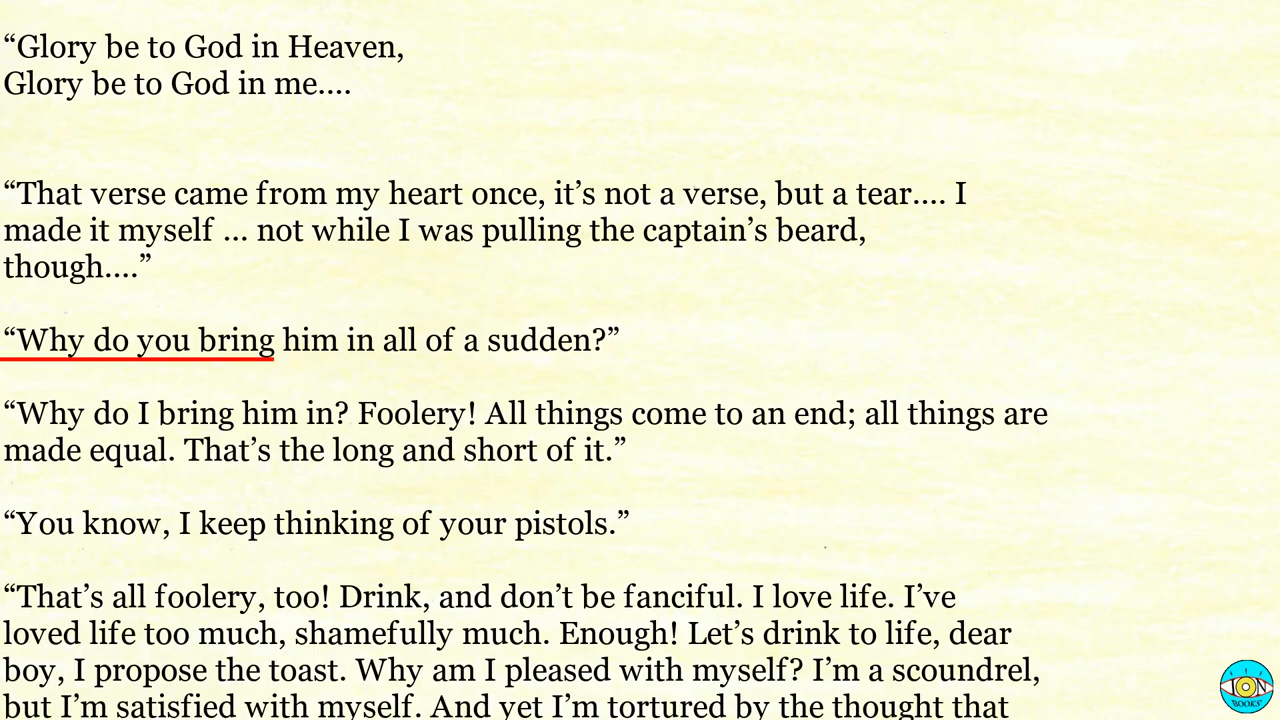 “Glory be to God in Heaven,
Glory be to God in me....
“That verse came from my heart once, it’s not a verse, but a tear.... I
made it myself ... not while I was pulling the captain’s beard,
though....”
“Why do you bring him in all of a sudden?”
“Why do I bring him in? Foolery! All things come to an end; all things are
made equal. That’s the long and short of it.”
“You know, I keep thinking of your pistols.”
“That’s all foolery, too! Drink, and don’t be fanciful. I love life. I’ve
loved life too much, shamefully much. Enough! Let’s drink to life, dear
boy, I propose the toast. Why am I pleased with myself? I’m a scoundrel,
but I’m satisfied with myself. And yet I’m tortured by the thought that
ION
BOOKS